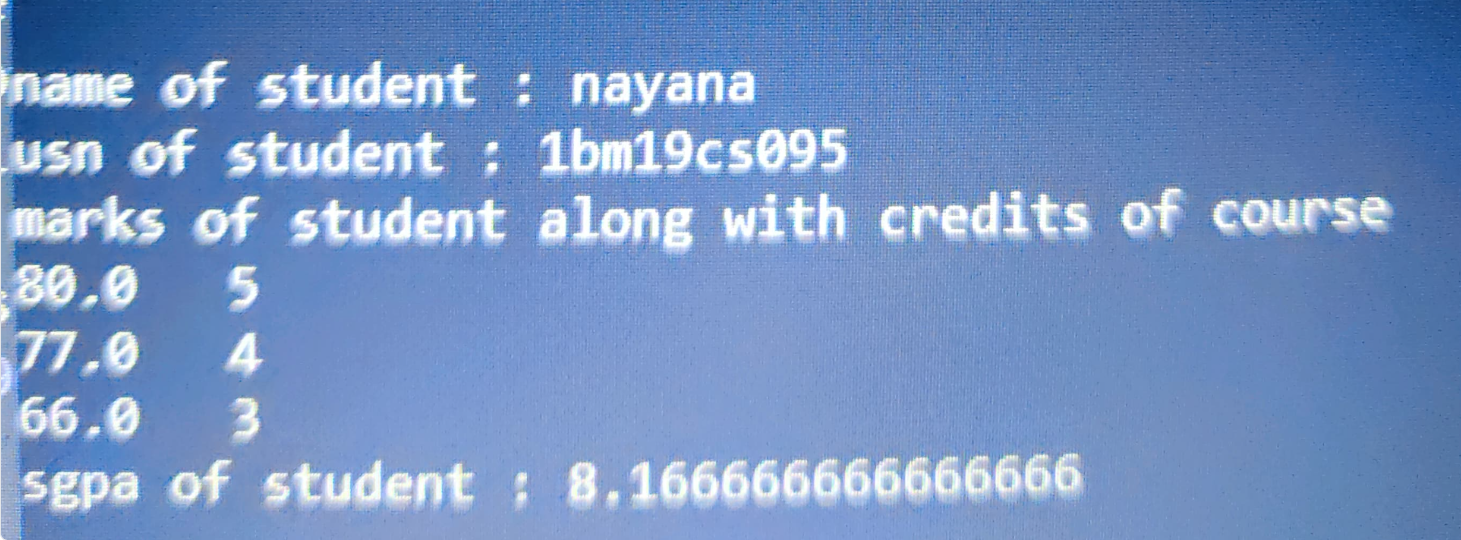 name of student : nayana
usn of student : 1bm19cs095
marks of student along with credits of course
80.0 5
77.0 4
66.0 3
sgpa of student : 8.166666666666666